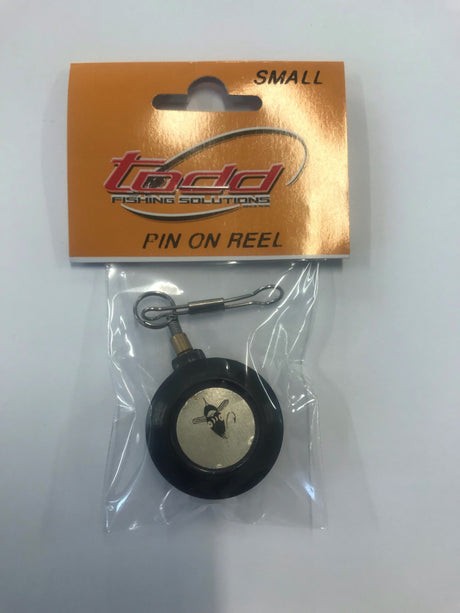 SMALL
todd
FISHING SOLUTIONS
PIN ON REEL